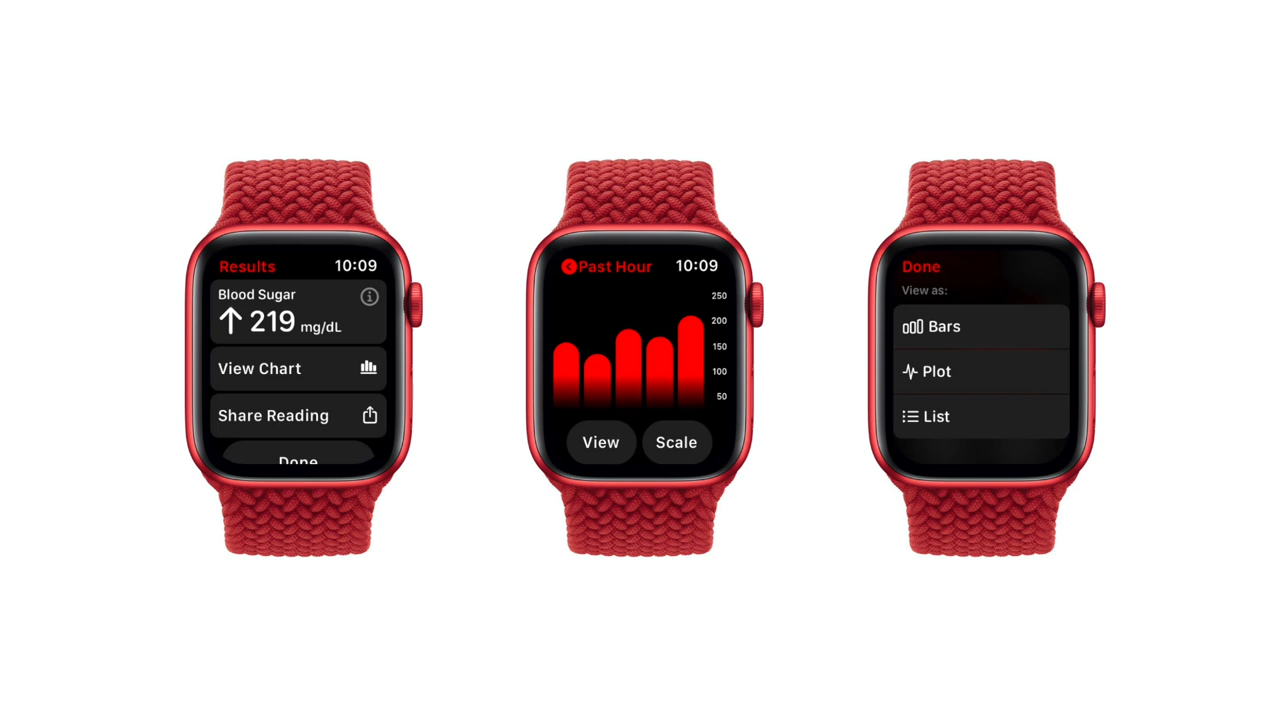 Results 10:09
Blood Sugar
219 mg/dL
View Chart
Share Reading
Done
Past Hour 10:09
250
200
150
100
50
View Scale
Done
View as:
Bars
Plot
List